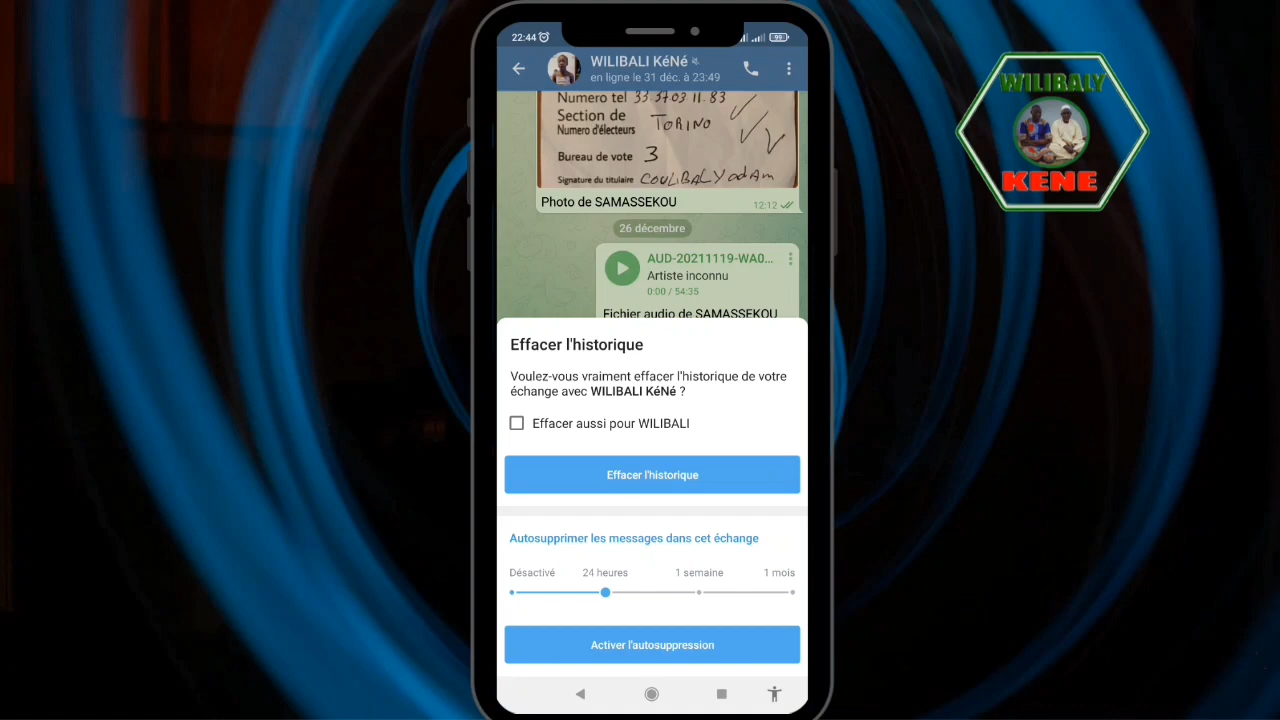 22:44
99
WILIBALI KéNé
en ligne le 31 déc. à 23:49
Numero tel 33 3703 11.83
Section de
Numero d'électeurs TORINO
Bureau de vote 3
Signature du titulaire COULIBALY adam
Photo de SAMASSEKOU
12:12
26 décembre
AUD-20211119-WA0...
Artiste inconnu
0:00 / 54:35
Fichier audio de SAMASSEKOU
Effacer l'historique
Voulez-vous vraiment effacer l'historique de votre
échange avec WILIBALI KéNé ?
Effacer aussi pour WILIBALI
Effacer l'historique
Autosupprimer les messages dans cet échange
Désactivé 24 heures 1 semaine 1 mois
Activer l'autosuppression
WILIBALY
KENE